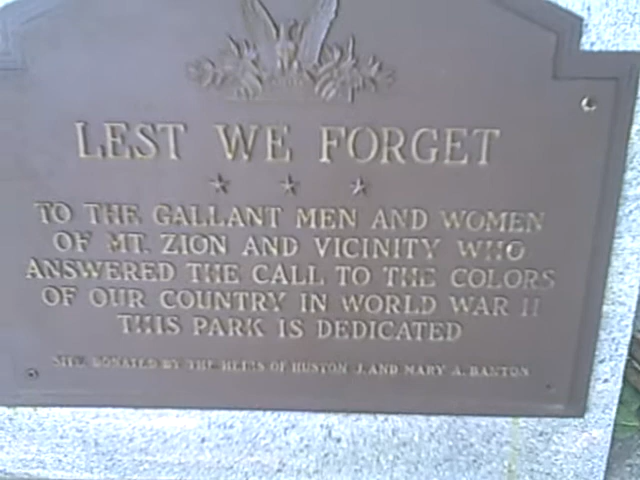 LEST WE FORGET
TO THE GALLANT MEN AND WOMEN
OF MT. ZION AND VICINITY WHO
ANSWERED THE CALL TO THE COLORS
OF OUR COUNTRY IN WORLD WAR II
THIS PARK IS DEDICATED
SITE DONATED BY THE HEIRS OF HUSTON J. AND MARY A. BANTON